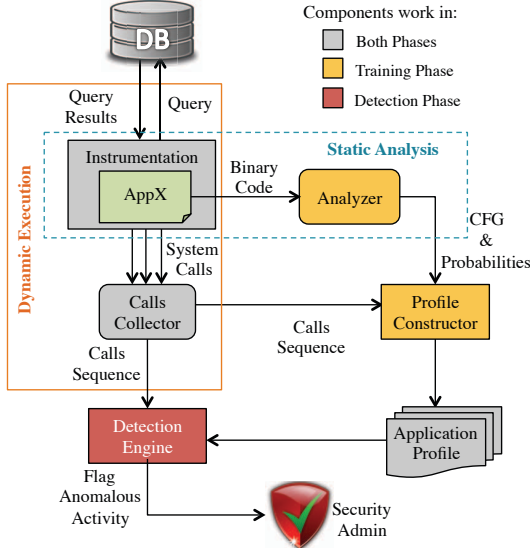 Components work in:
Both Phases
Training Phase
Detection Phase
DB
Query
Results
Query
Static Analysis
Instrumentation
AppX
Binary
Code
Analyzer
Dynamic Execution
System
Calls
CFG
&
Probabilities
Calls
Collector
Calls
Sequence
Profile
Constructor
Calls
Sequence
Detection
Engine
Application
Profile
Flag
Anomalous
Activity
Security
Admin